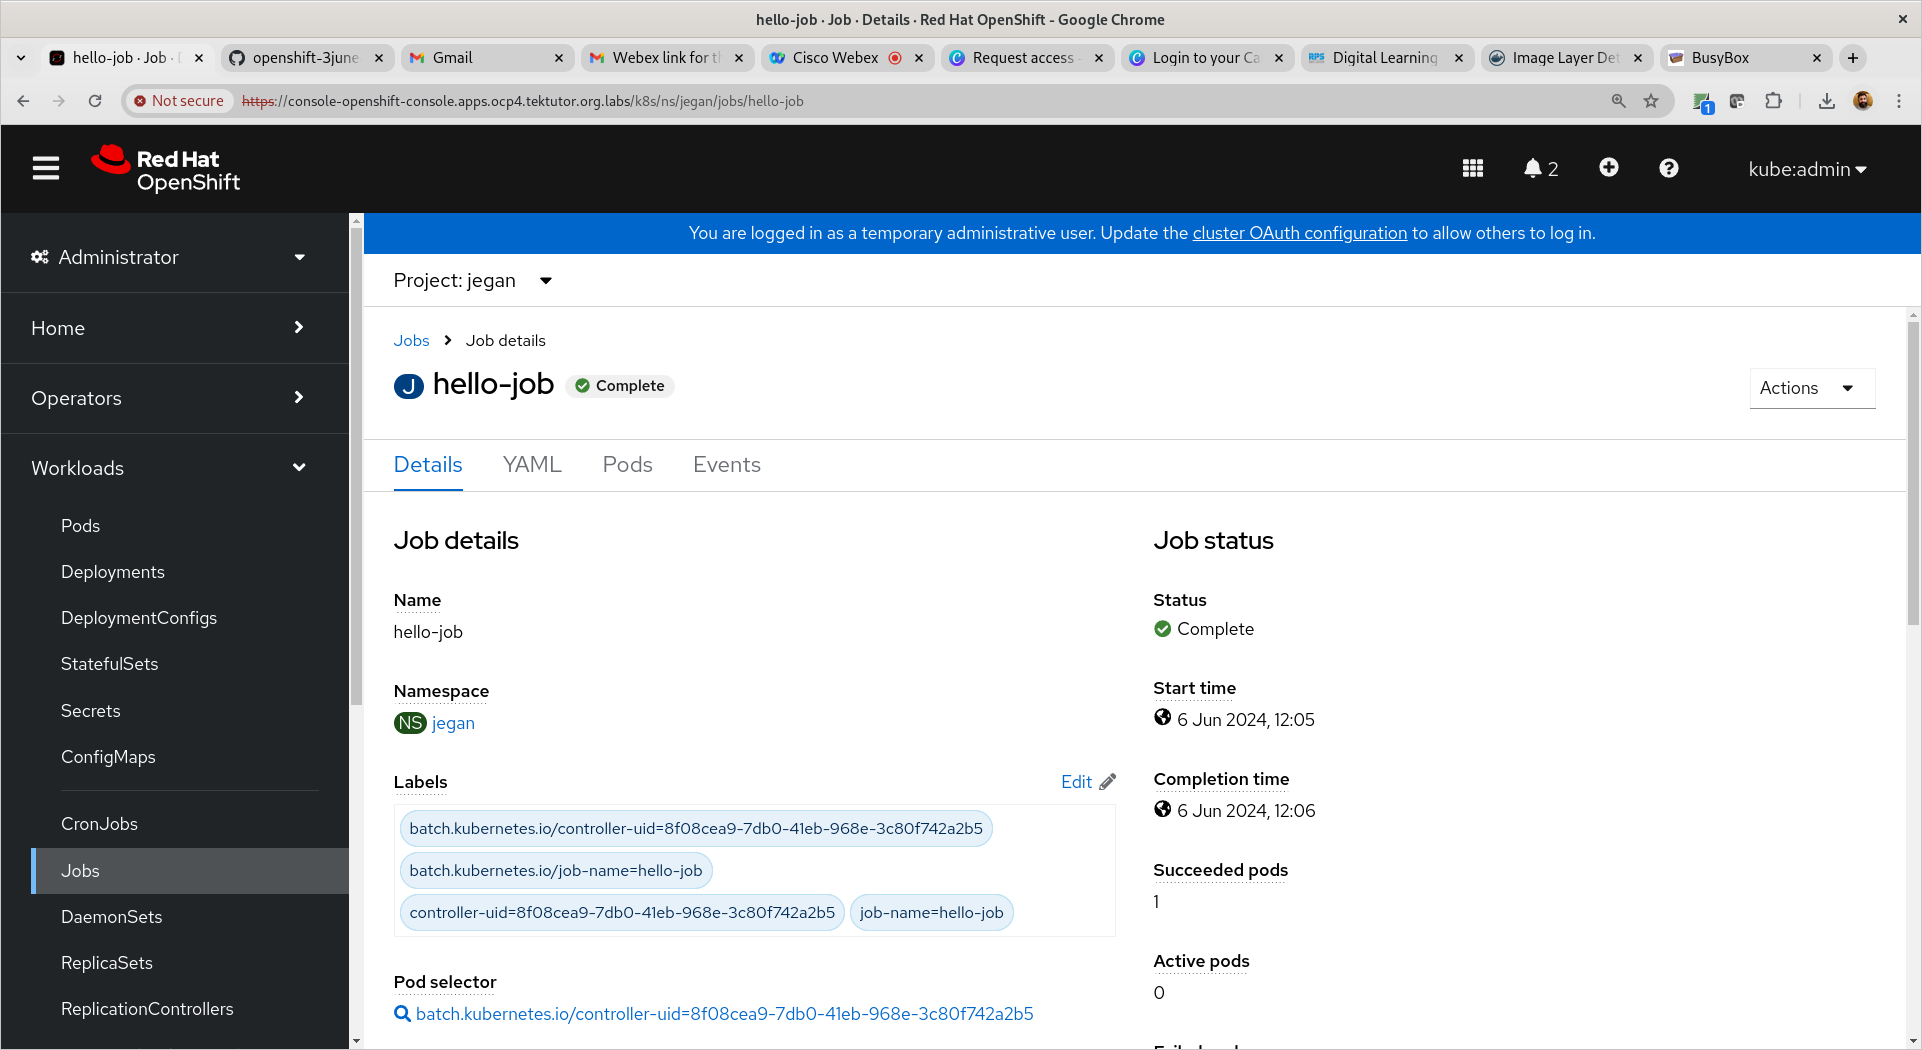 hello-job · Job · Details · Red Hat OpenShift - Google Chrome
hello-job · Job ·
openshift-3june
Gmail
Webex link for
Cisco Webex
Request access
Login to your Ca
Digital Learning
Image Layer Det
BusyBox
Not secure
https://console-openshift-console.apps.ocp4.tektutor.org.labs/k8s/ns/jegan/jobs/hello-job
1
Red Hat
OpenShift
2
kube:admin
You are logged in as a temporary administrative user. Update the cluster OAuth configuration to allow others to log in.
Administrator
Home
Operators
Workloads
Pods
Deployments
DeploymentConfigs
StatefulSets
Secrets
ConfigMaps
CronJobs
Jobs
DaemonSets
ReplicaSets
ReplicationControllers
Project: jegan
Jobs
Job details
J
hello-job
Complete
Actions
Details
YAML
Pods
Events
Job details
Name
hello-job
Namespace
NS jegan
Labels
Edit
batch.kubernetes.io/controller-uid=8f08cea9-7db0-41eb-968e-3c80f742a2b5
batch.kubernetes.io/job-name=hello-job
controller-uid=8f08cea9-7db0-41eb-968e-3c80f742a2b5
job-name=hello-job
Pod selector
batch.kubernetes.io/controller-uid=8f08cea9-7db0-41eb-968e-3c80f742a2b5
Job status
Status
Complete
Start time
6 Jun 2024, 12:05
Completion time
6 Jun 2024, 12:06
Succeeded pods
1
Active pods
0